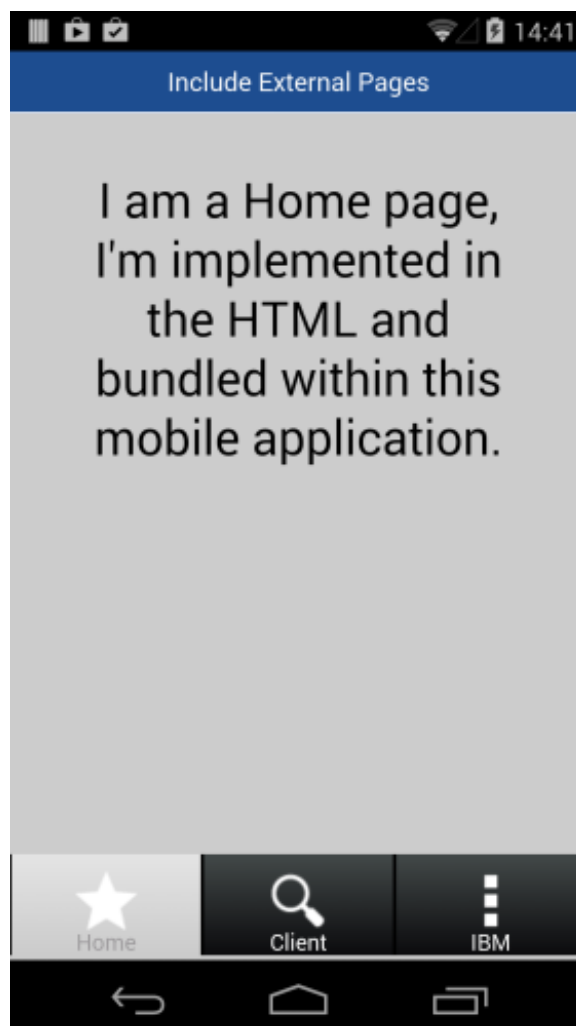 14:41
Include External Pages
I am a Home page,
I'm implemented in
the HTML and
bundled within this
mobile application.
Home
Client
IBM